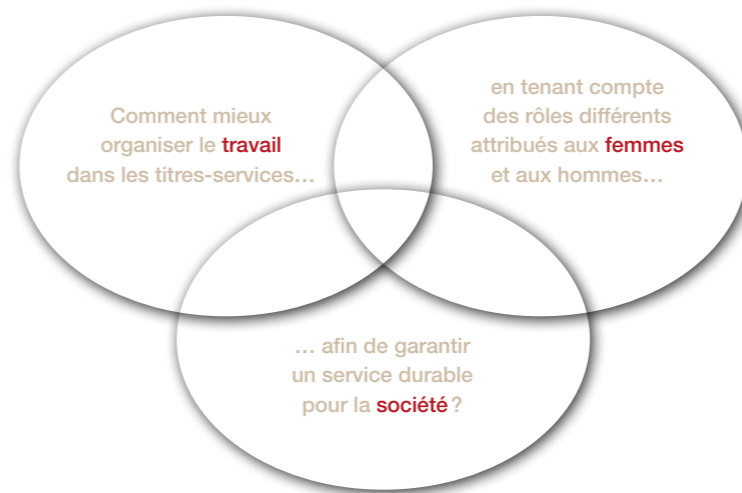 Comment mieux
organiser le travail
dans les titres-services…
en tenant compte
des rôles différents
attribués aux femmes
et aux hommes…
… afin de garantir
un service durable
pour la société ?